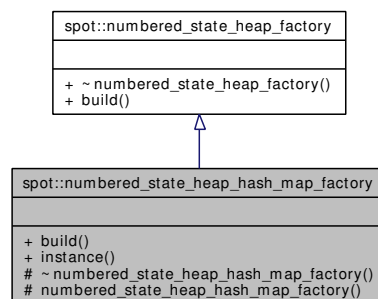 spot::numbered_state_heap_factory
+ ~numbered_state_heap_factory()
+ build()
spot::numbered_state_heap_hash_map_factory
+ build()
+ instance()
# ~numbered_state_heap_hash_map_factory()
# numbered_state_heap_hash_map_factory()